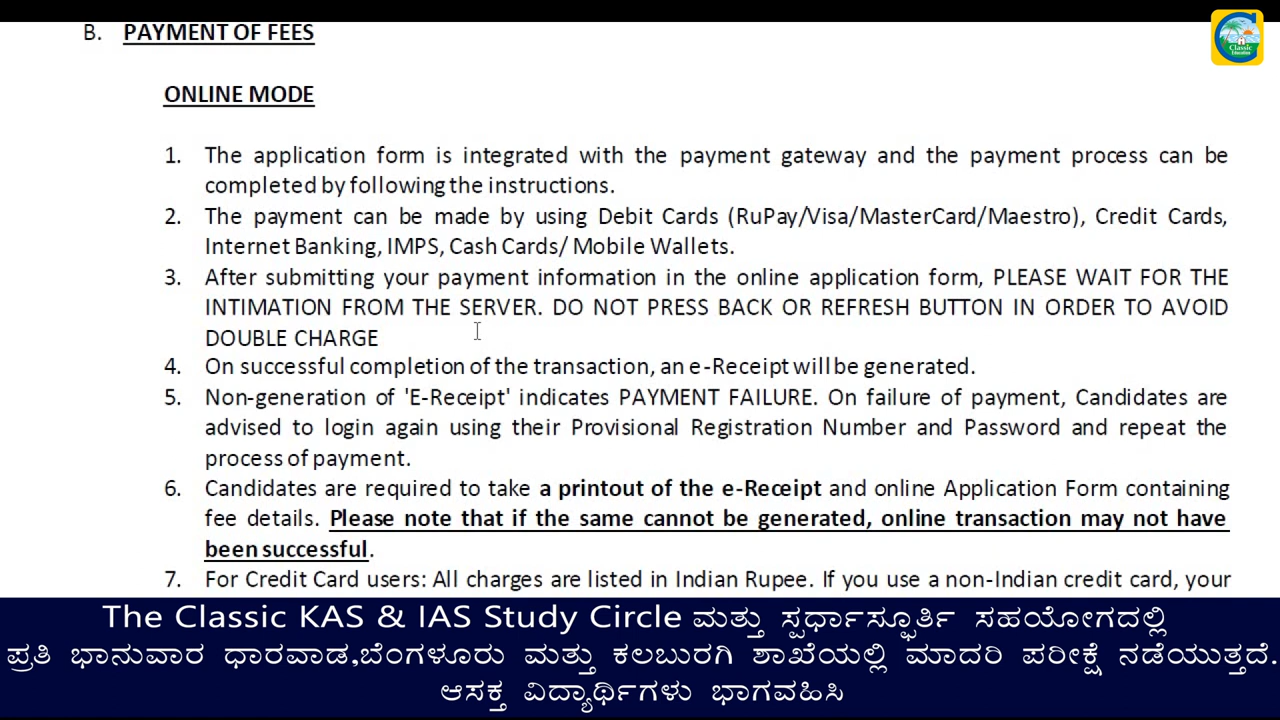 B. PAYMENT OF FEES
Classic
Education
ONLINE MODE
1. The application form is integrated with the payment gateway and the payment process can be
completed by following the instructions.
2. The payment can be made by using Debit Cards (RuPay/Visa/MasterCard/Maestro), Credit Cards,
Internet Banking, IMPS, Cash Cards/ Mobile Wallets.
3. After submitting your payment information in the online application form, PLEASE WAIT FOR THE
INTIMATION FROM THE SERVER. DO NOT PRESS BACK OR REFRESH BUTTON IN ORDER TO AVOID
DOUBLE CHARGE
4. On successful completion of the transaction, an e-Receipt will be generated.
5. Non-generation of 'E-Receipt' indicates PAYMENT FAILURE. On failure of payment, Candidates are
advised to login again using their Provisional Registration Number and Password and repeat the
process of payment.
6. Candidates are required to take a printout of the e-Receipt and online Application Form containing
fee details. Please note that if the same cannot be generated, online transaction may not have
been successful.
7. For Credit Card users: All charges are listed in Indian Rupee. If you use a non-Indian credit card, your
The Classic KAS & IAS Study Circle ಮತ್ತು ಸ್ಪರ್ಧಾಸ್ಫೂರ್ತಿ ಸಹಯೋಗದಲ್ಲಿ
ಪ್ರತಿ ಭಾನುವಾರ ಧಾರವಾಡ,ಬೆಂಗಳೂರು ಮತ್ತು ಕಲಬುರಗಿ ಶಾಖೆಯಲ್ಲಿ ಮಾದರಿ ಪರೀಕ್ಷೆ ನಡೆಯುತ್ತದೆ.
ಆಸಕ್ತ ವಿದ್ಯಾರ್ಥಿಗಳು ಭಾಗವಹಿಸಿ